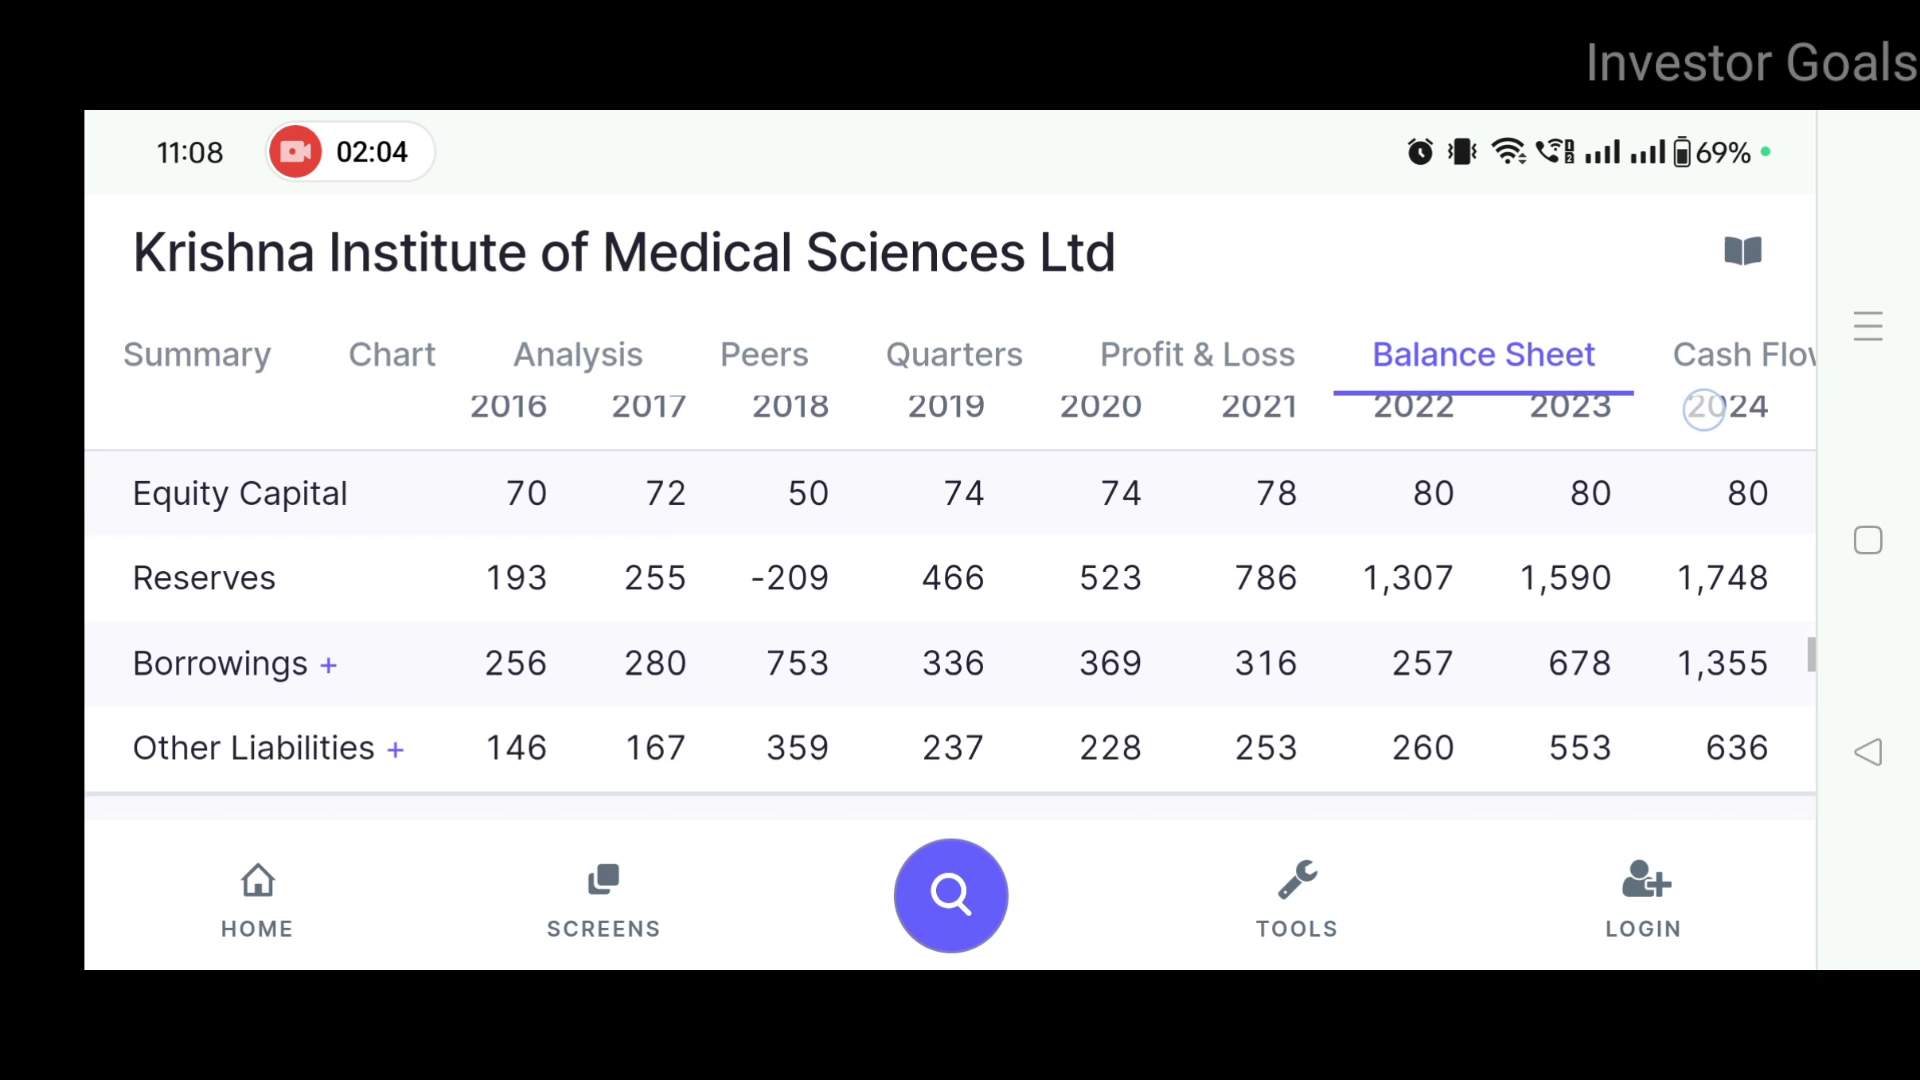 Investor Goals
11:08 02:04 69%
Krishna Institute of Medical Sciences Ltd
Summary Chart Analysis Peers Quarters Profit & Loss Balance Sheet Cash Flow
2016 2017 2018 2019 2020 2021 2022 2023 2024
Equity Capital 70 72 50 74 74 78 80 80 80
Reserves 193 255 -209 466 523 786 1,307 1,590 1,748
Borrowings + 256 280 753 336 369 316 257 678 1,355
Other Liabilities + 146 167 359 237 228 253 260 553 636
HOME SCREENS TOOLS LOGIN